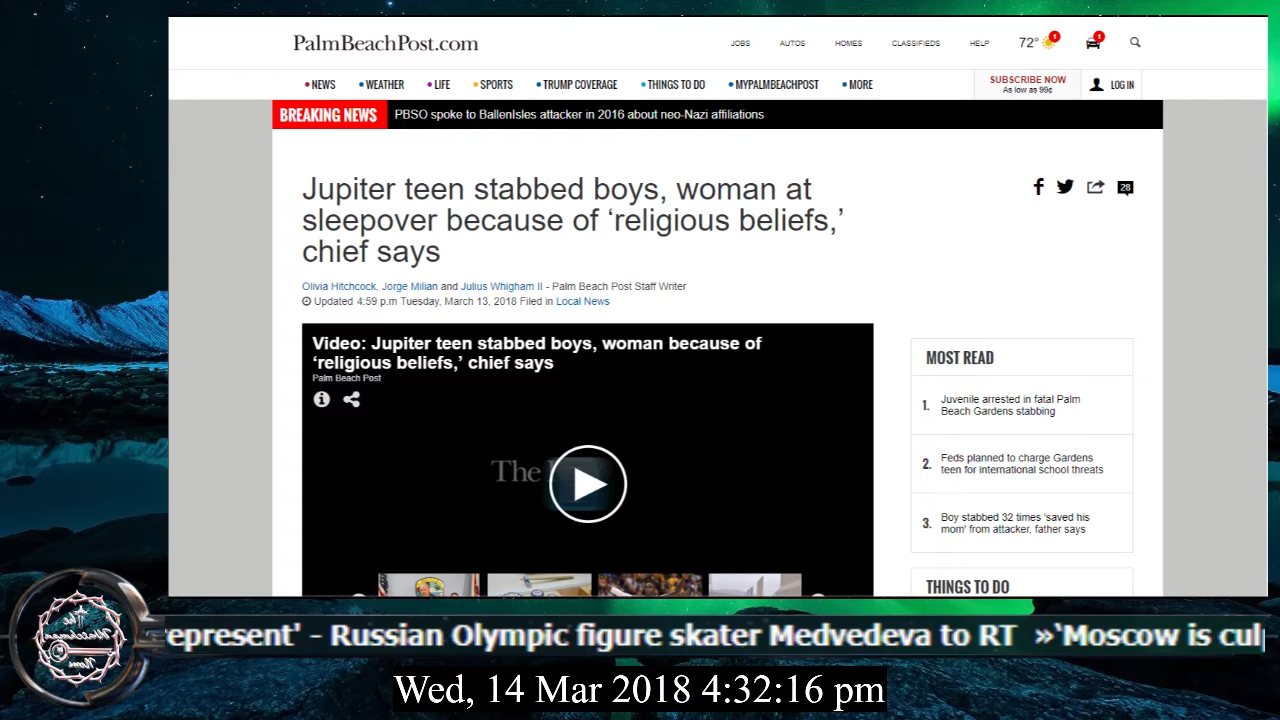 PalmBeachPost.com
JOBS AUTOS HOMES CLASSIFIEDS HELP 72° 1 1
NEWS WEATHER LIFE SPORTS TRUMP COVERAGE THINGS TO DO MYPALMBEACHPOST MORE
SUBSCRIBE NOW
As low as 99¢
LOG IN
BREAKING NEWS PBSO spoke to BallenIsles attacker in 2016 about neo-Nazi affiliations
Jupiter teen stabbed boys, woman at
sleepover because of ‘religious beliefs,’
chief says
28
Olivia Hitchcock, Jorge Milian and Julius Whigham II - Palm Beach Post Staff Writer
Updated 4:59 p.m Tuesday, March 13, 2018 Filed in Local News
Video: Jupiter teen stabbed boys, woman because of
‘religious beliefs,’ chief says
Palm Beach Post
The
MOST READ
1. Juvenile arrested in fatal Palm
Beach Gardens stabbing
2. Feds planned to charge Gardens
teen for international school threats
3. Boy stabbed 32 times 'saved his
mom' from attacker, father says
THINGS TO DO
The
Watchman
epresent' - Russian Olympic figure skater Medvedeva to RT »‘Moscow is cul
Wed, 14 Mar 2018 4:32:16 pm